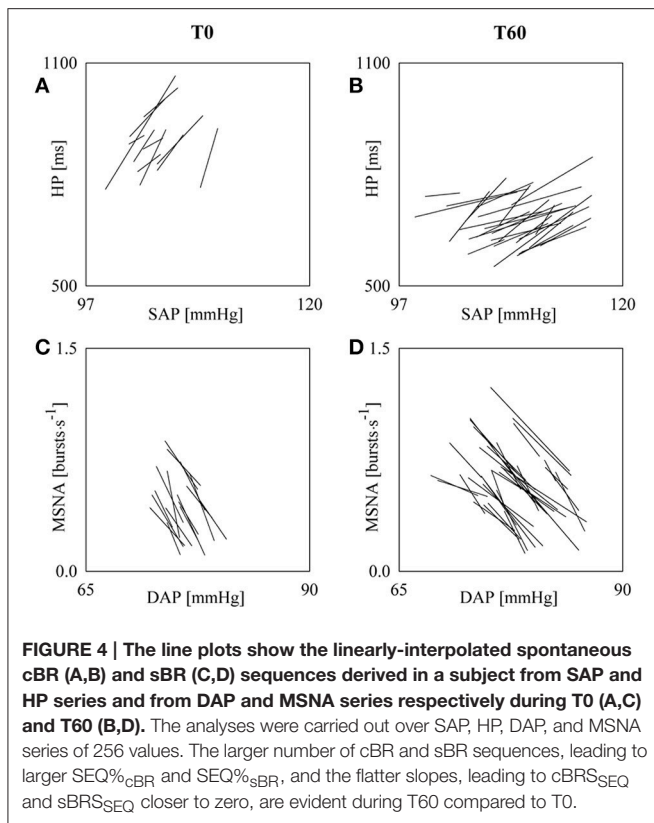 T0
T60
A
1100
HP [ms]
500
97
SAP [mmHg]
120
B
1100
HP [ms]
500
97
SAP [mmHg]
120
C
1.5
MSNA [bursts·s⁻¹]
0.0
65
DAP [mmHg]
90
D
1.5
MSNA [bursts·s⁻¹]
0.0
65
DAP [mmHg]
90
FIGURE 4 | The line plots show the linearly-interpolated spontaneous
cBR (A,B) and sBR (C,D) sequences derived in a subject from SAP and
HP series and from DAP and MSNA series respectively during T0 (A,C)
and T60 (B,D). The analyses were carried out over SAP, HP, DAP, and MSNA
series of 256 values. The larger number of cBR and sBR sequences, leading to
larger SEQ%cBR and SEQ%sBR, and the flatter slopes, leading to cBRSSEQ
and sBRSSEQ closer to zero, are evident during T60 compared to T0.